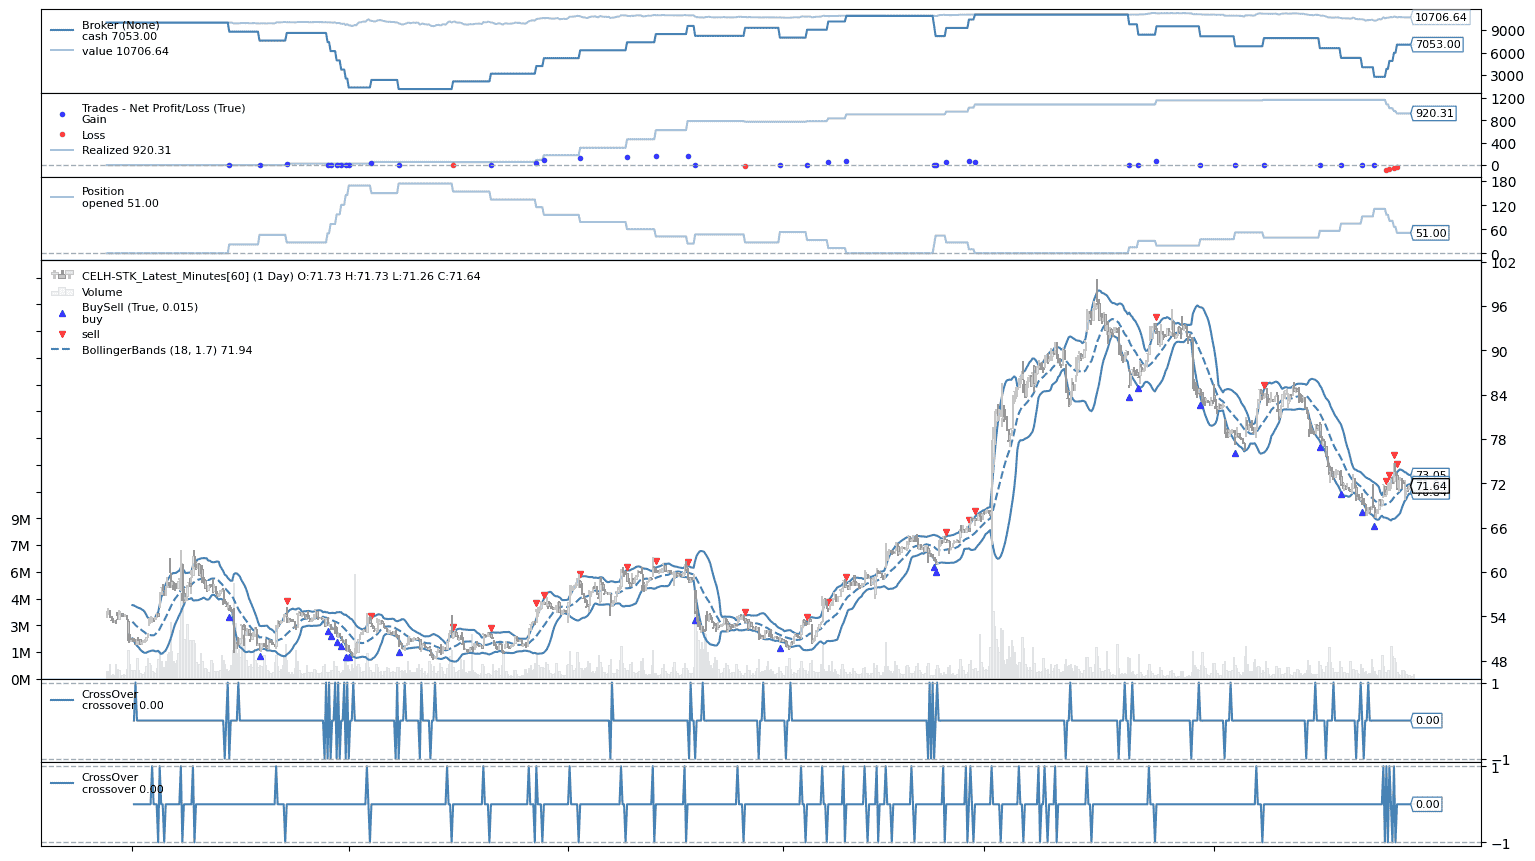 Broker (None)
cash 7053.00
value 10706.64
10706.64
9000
7053.00
6000
3000
Trades - Net Profit/Loss (True)
Gain
Loss
Realized 920.31
1200
920.31
800
400
0
Position
opened 51.00
180
120
60
51.00
0
CELH-STK_Latest_Minutes[60] (1 Day) O:71.73 H:71.73 L:71.26 C:71.64
Volume
BuySell (True, 0.015)
buy
sell
BollingerBands (18, 1.7) 71.94
102
96
90
84
78
73.05
72
71.64
66
60
54
48
9M
7M
6M
4M
3M
1M
0M
CrossOver
crossover 0.00
1
0.00
−1
CrossOver
crossover 0.00
1
0.00
−1